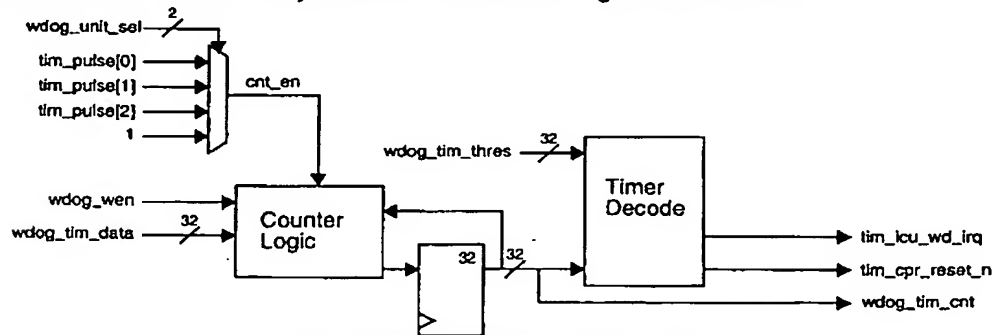 wdog_unit_sel
2
tim_pulse[0]
tim_pulse[1]
tim_pulse[2]
1
cnt_en
wdog_tim_thres
32
Timer
Decode
wdog_wen
wdog_tim_data
32
Counter
Logic
32
32
tim_icu_wd_irq
tim_cpr_reset_n
wdog_tim_cnt